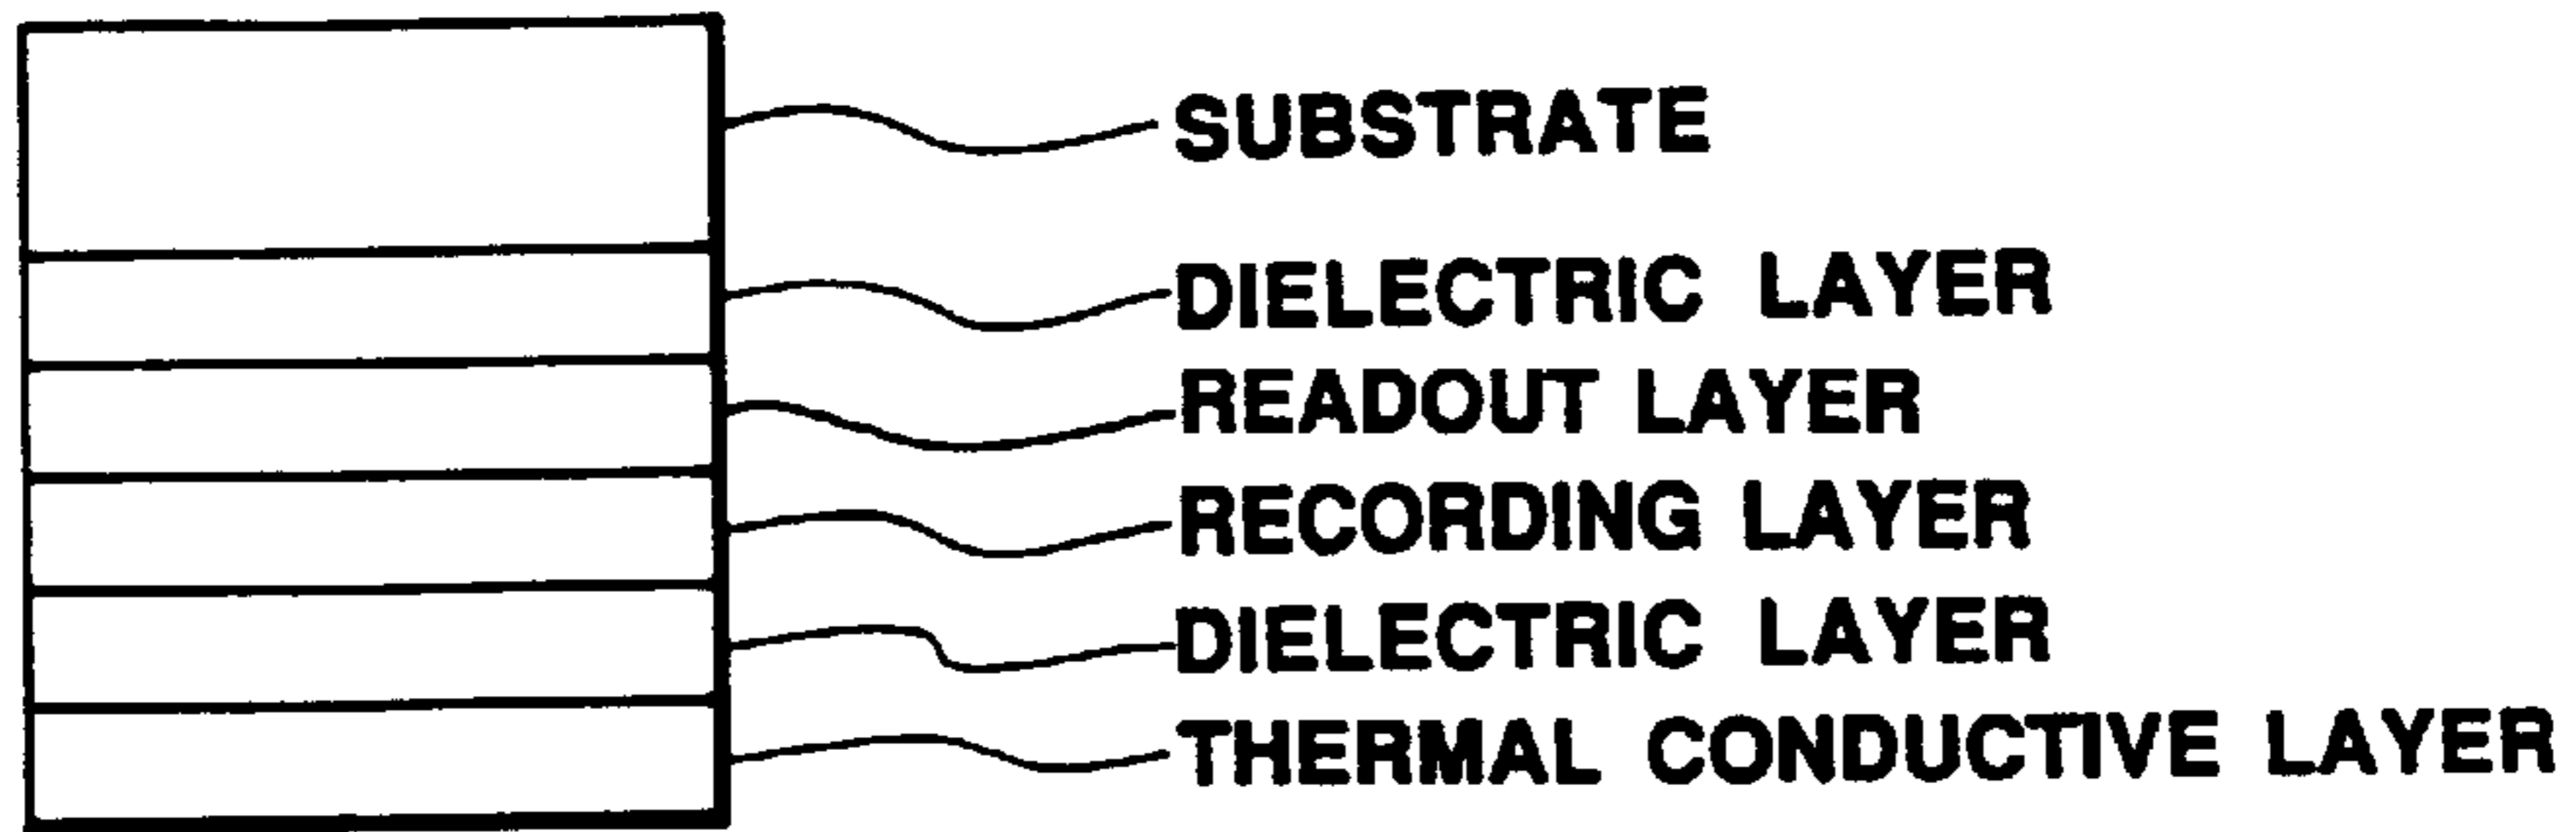 SUBSTRATE
DIELECTRIC LAYER
READOUT LAYER
RECORDING LAYER
DIELECTRIC LAYER
THERMAL CONDUCTIVE LAYER